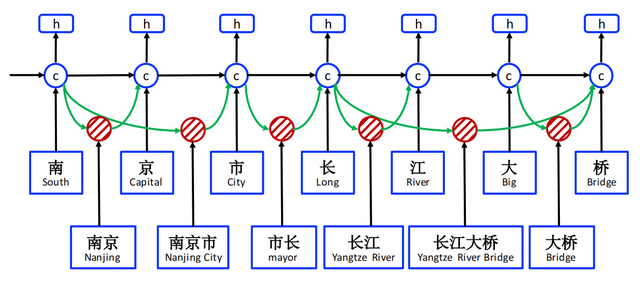 h h h h h h h
c c c c c c c
南 京 市 长 江 大 桥
South Capital City Long River Big Bridge
南京 南京市 市长 长江 长江大桥 大桥
Nanjing Nanjing City mayor Yangtze River Yangtze River Bridge Bridge